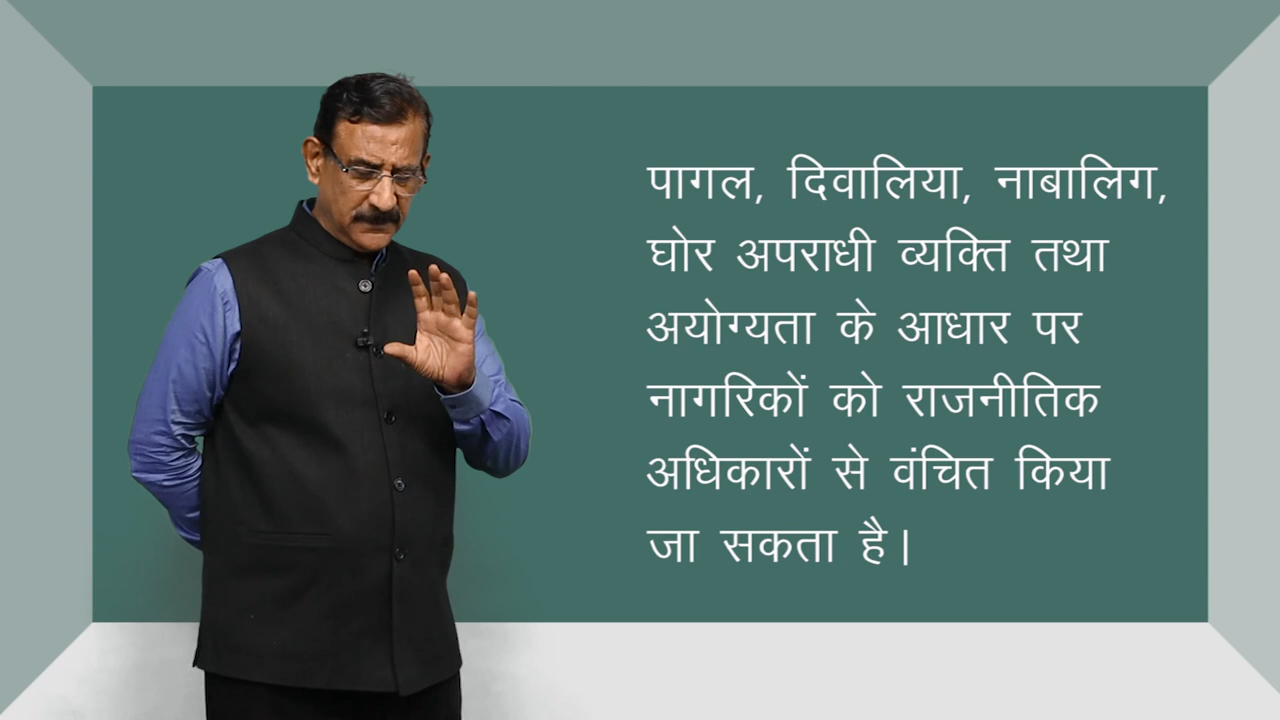 पागल, दिवालिया, नाबालिग,
घोर अपराधी व्यक्ति तथा
अयोग्यता के आधार पर
नागरिकों को राजनीतिक
अधिकारों से वंचित किया
जा सकता है।